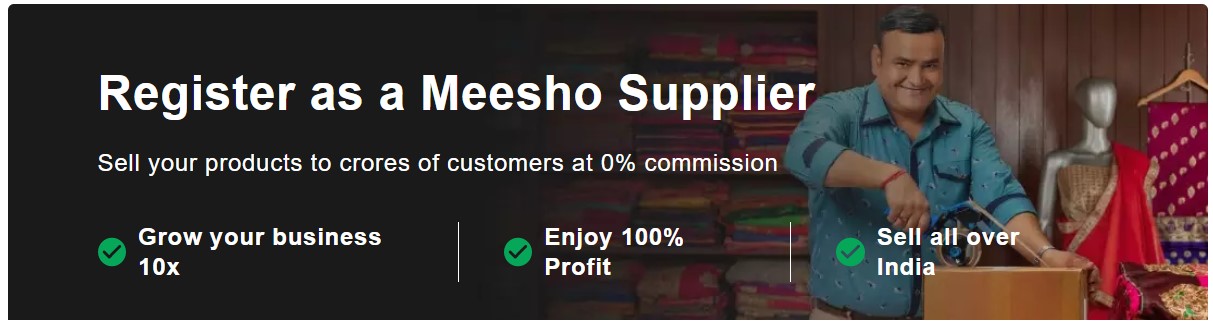 Register as a Meesho Supplier
Sell your products to crores of customers at 0% commission
Grow your business
10x
Enjoy 100%
Profit
Sell all over
India